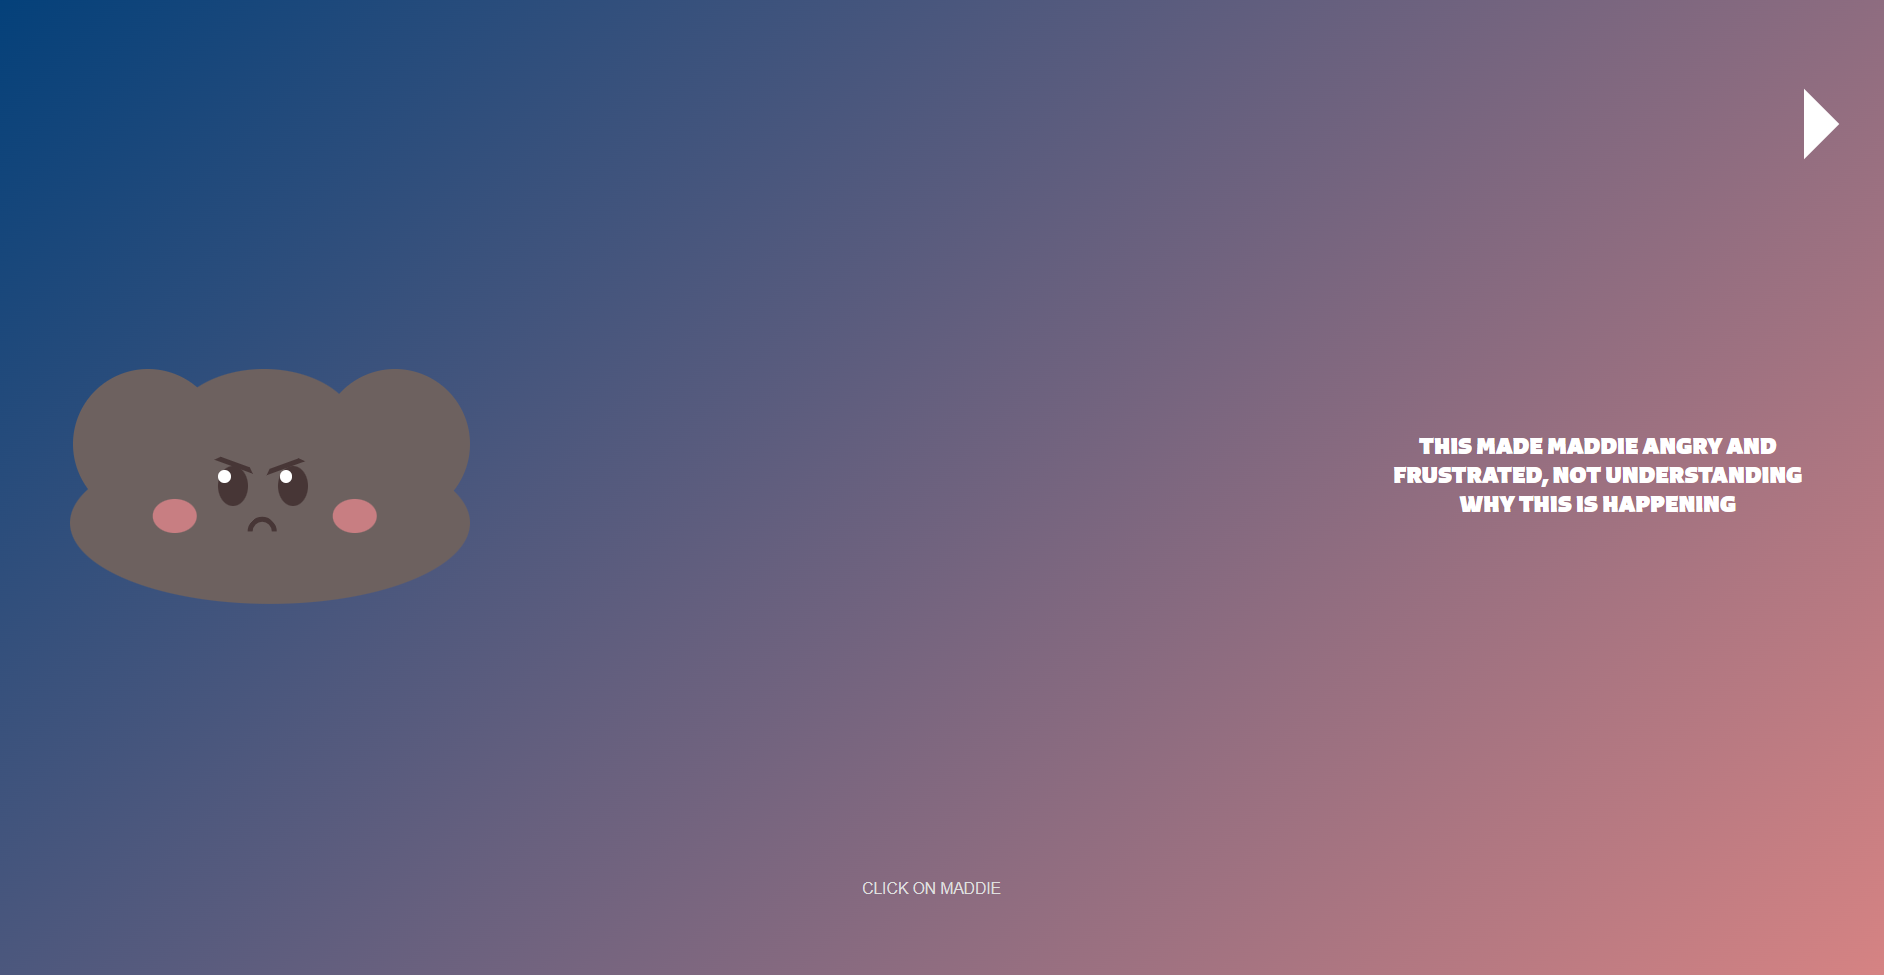 THIS MADE MADDIE ANGRY AND
FRUSTRATED, NOT UNDERSTANDING
WHY THIS IS HAPPENING
CLICK ON MADDIE